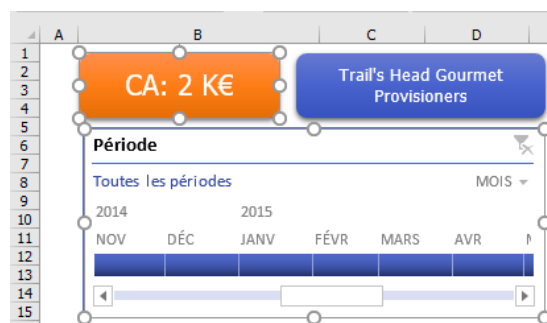 A B C D
1
2
3
4
5
6
7
8
9
10
11
12
13
14
15
CA: 2 K€
Trail's Head Gourmet
Provisioners
Période
Toutes les périodes MOIS
2014 2015
NOV DÉC JANV FÉVR MARS AVR